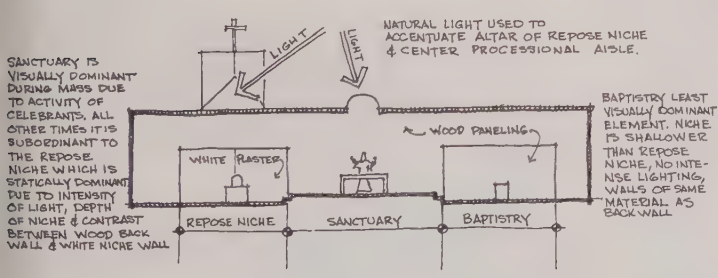 NATURAL LIGHT USED TO
ACCENTUATE ALTAR OF REPOSE NICHE
& CENTER PROCESSIONAL AISLE.
LIGHT
LIGHT
SANCTUARY IS
VISUALLY DOMINANT
DURING MASS DUE
TO ACTIVITY OF
CELEBRANTS. ALL
OTHER TIMES IT IS
SUBORDINANT TO
THE REPOSE
NICHE WHICH IS
STATICALLY DOMINANT
DUE TO INTENSITY
OF LIGHT, DEPTH
OF NICHE & CONTRAST
BETWEEN WOOD BACK
WALL & WHITE NICHE WALL
WHITE PLASTER
WOOD PANELING
BAPTISTRY LEAST
VISUALLY DOMINANT
ELEMENT. NICHE
IS SHALLOWER
THAN REPOSE
NICHE, NO INTE-
NSE LIGHTING,
WALLS OF SAME
MATERIAL AS
BACK WALL
REPOSE NICHE
SANCTUARY
BAPTISTRY